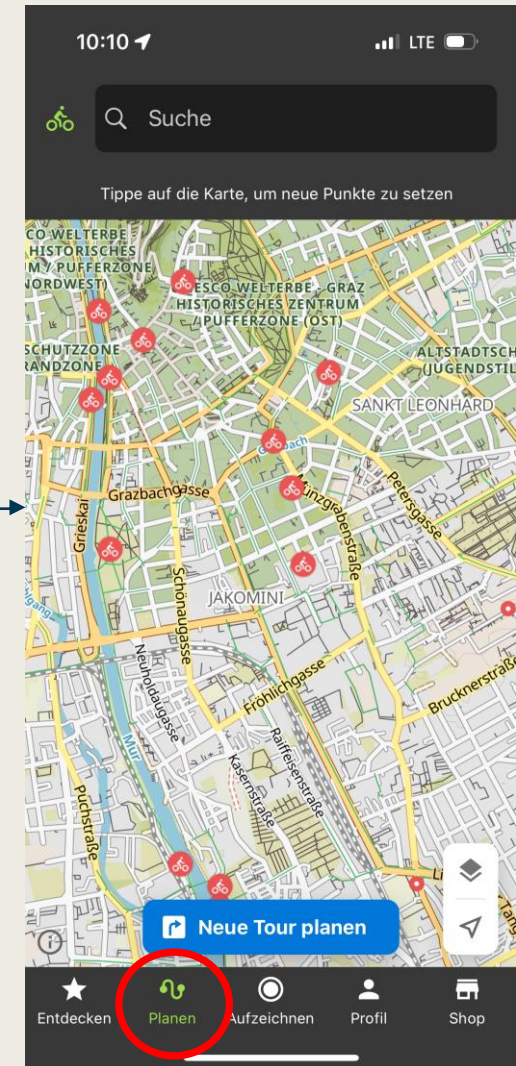 10:10
LTE
Suche
Tippe auf die Karte, um neue Punkte zu setzen
CO-WELTERBE -
HISTORISCHES
M / PUFFERZONE
NORDWEST)
ESCO-WELTERBE - GRAZ
HISTORISCHES ZENTRUM
PUFFERZONE (OST)
SCHUTZZONE
RANDZONE
ALTSTADTSCH
(JUGENDSTIL
SANKT LEONHARD
Grazbachgasse
Münzgrabenstraße
Petersgasse
Grieskai
Schönaugasse
JAKOMINI
Neuholdaugasse
Fröhlichgasse
Brucknerstraße
Mur
Kasernstraße
Raiffeisenstraße
Puchstraße
Neue Tour planen
Entdecken
Planen
Aufzeichnen
Profil
Shop